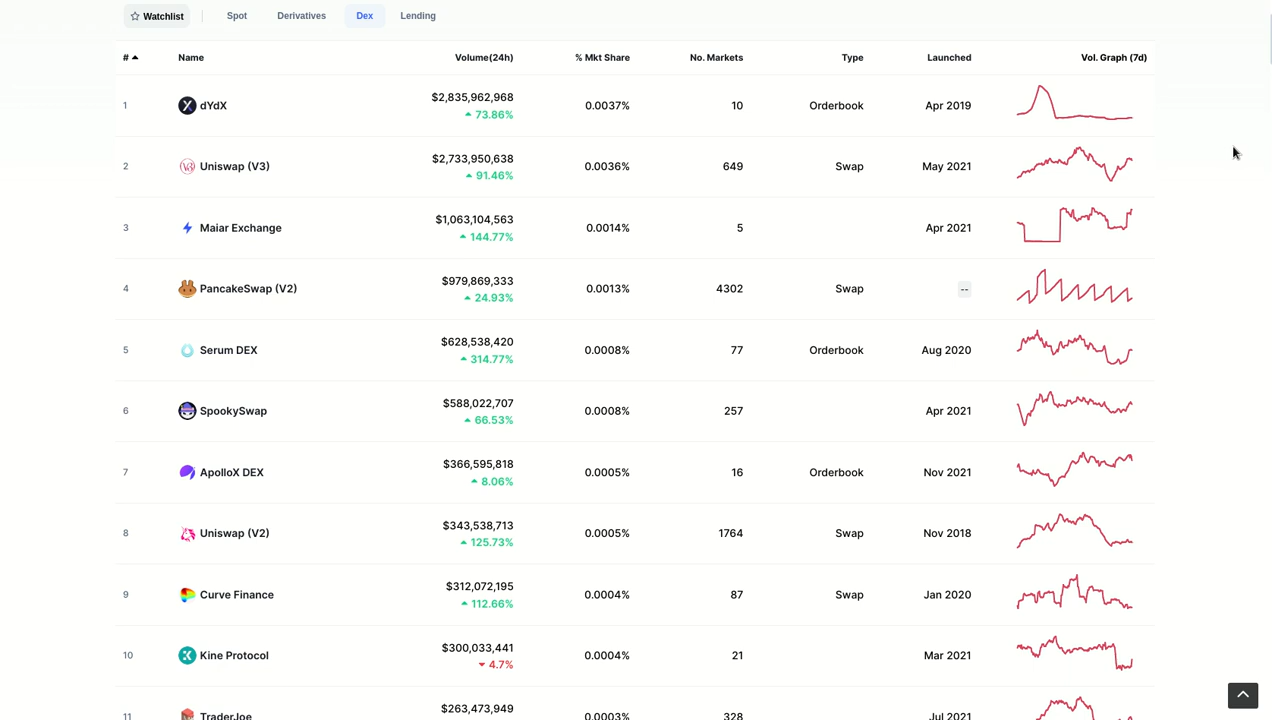 Watchlist Spot Derivatives Dex Lending
# Name Volume(24h) % Mkt Share No. Markets Type Launched Vol. Graph (7d)
1 dYdX $2,835,962,968 0.0037% 10 Orderbook Apr 2019
73.86%
2 Uniswap (V3) $2,733,950,638 0.0036% 649 Swap May 2021
91.46%
3 Maiar Exchange $1,063,104,563 0.0014% 5 Apr 2021
144.77%
4 PancakeSwap (V2) $979,869,333 0.0013% 4302 Swap --
24.93%
5 Serum DEX $628,538,420 0.0008% 77 Orderbook Aug 2020
314.77%
6 SpookySwap $588,022,707 0.0008% 257 Apr 2021
66.53%
7 ApolloX DEX $366,595,818 0.0005% 16 Orderbook Nov 2021
8.06%
8 Uniswap (V2) $343,538,713 0.0005% 1764 Swap Nov 2018
125.73%
9 Curve Finance $312,072,195 0.0004% 87 Swap Jan 2020
112.66%
10 Kine Protocol $300,033,441 0.0004% 21 Mar 2021
4.7%
11 TraderJoe $263,473,949 0.0003% 328 Jul 2021